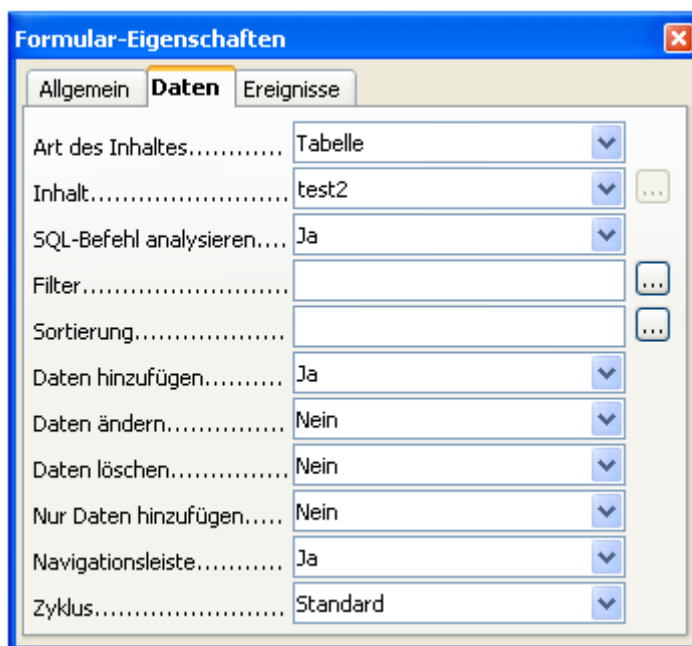 Formular-Eigenschaften
Allgemein Daten Ereignisse
Art des Inhaltes............ Tabelle
Inhalt......................... test2 ...
SQL-Befehl analysieren.... Ja
Filter.......................... ...
Sortierung................... ...
Daten hinzufügen.......... Ja
Daten ändern............... Nein
Daten löschen............... Nein
Nur Daten hinzufügen..... Nein
Navigationsleiste........... Ja
Zyklus........................ Standard